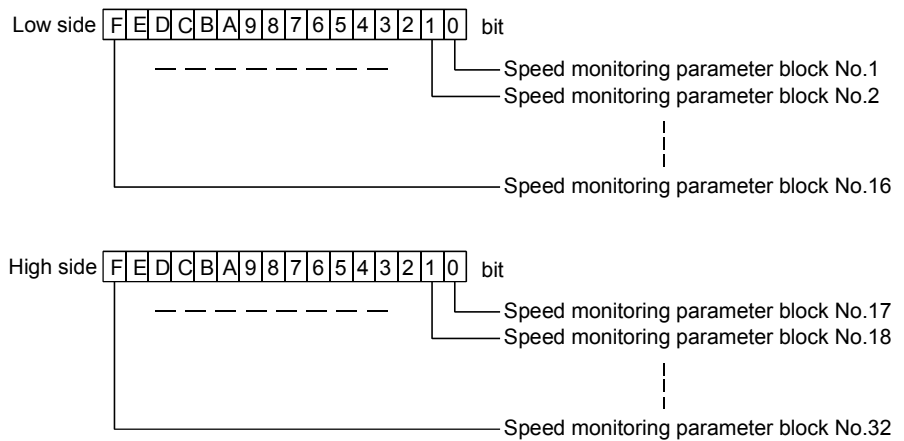 Low side F E D C B A 9 8 7 6 5 4 3 2 1 0 bit
Speed monitoring parameter block No.1
Speed monitoring parameter block No.2
Speed monitoring parameter block No.16
High side F E D C B A 9 8 7 6 5 4 3 2 1 0 bit
Speed monitoring parameter block No.17
Speed monitoring parameter block No.18
Speed monitoring parameter block No.32